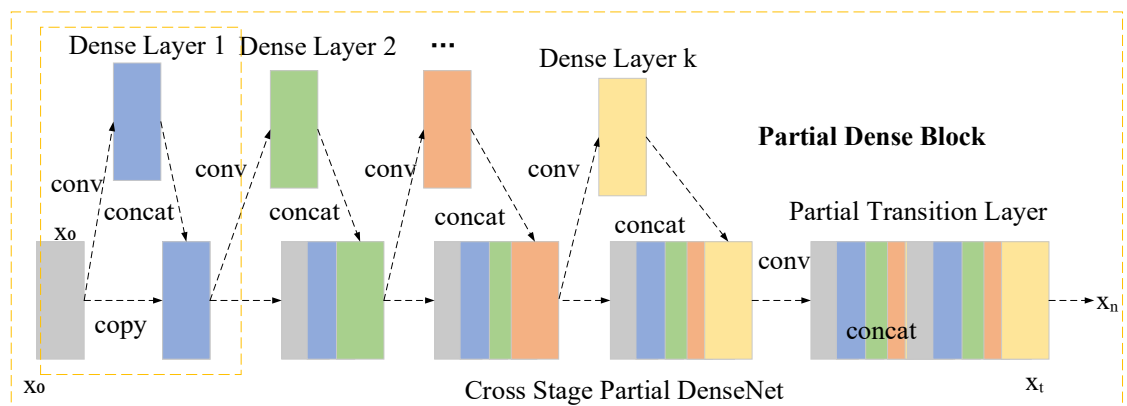 Dense Layer 1
Dense Layer 2
...
Dense Layer k
Partial Dense Block
conv
conv
conv
conv
concat
concat
concat
concat
x₀
Partial Transition Layer
conv
copy
concat
xₙ
x₀
Cross Stage Partial DenseNet
xₜ